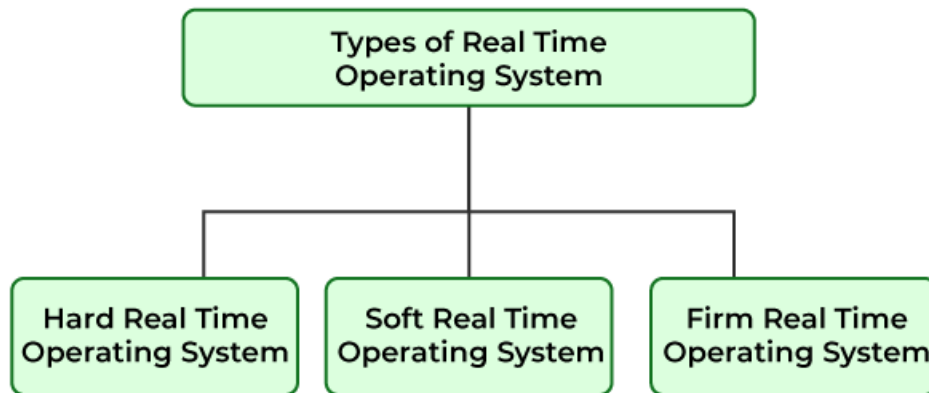 Types of Real Time
Operating System
Hard Real Time
Operating System
Soft Real Time
Operating System
Firm Real Time
Operating System